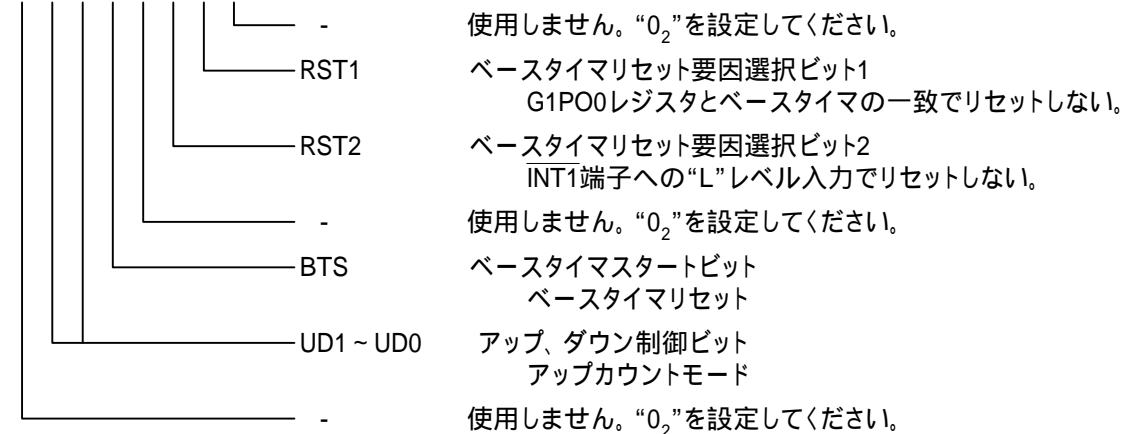 - 使用しません。“0₂”を設定してください。
RST1 ベースタイマリセット要因選択ビット1
G1PO0レジスタとベースタイマの一致でリセットしない。
RST2 ベースタイマリセット要因選択ビット2
INT1端子への“L”レベル入力でリセットしない。
- 使用しません。“0₂”を設定してください。
BTS ベースタイマスタートビット
ベースタイマリセット
UD1 ~ UD0 アップ、ダウン制御ビット
アップカウントモード
- 使用しません。“0₂”を設定してください。